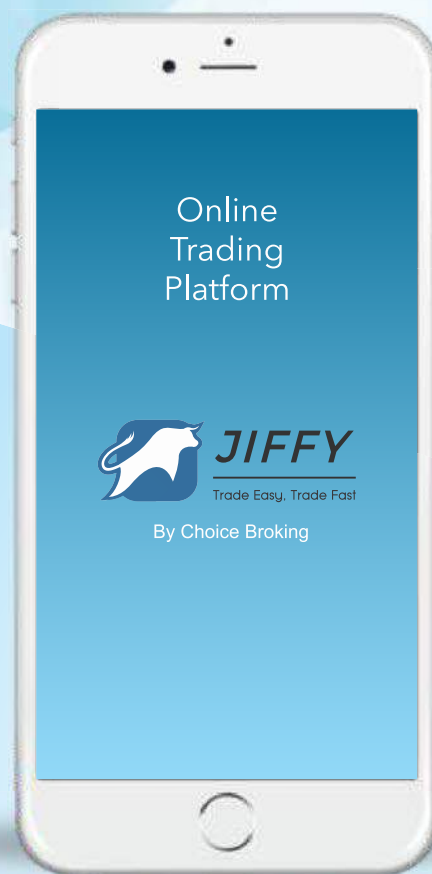 Online
Trading
Platform
JIFFY
Trade Easy, Trade Fast
By Choice Broking